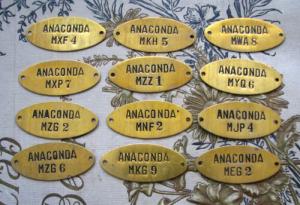 ANACONDA
MXF 4
ANACONDA
MKH 5
ANACONDA
MWA 8
ANACONDA
MXP 7
ANACONDA
MZZ 1
ANACONDA
MYQ 6
ANACONDA
MZG 2
ANACONDA
MNF 2
ANACONDA
MJP 4
ANACONDA
MZG 6
ANACONDA
MKG 9
ANACONDA
MEG 2